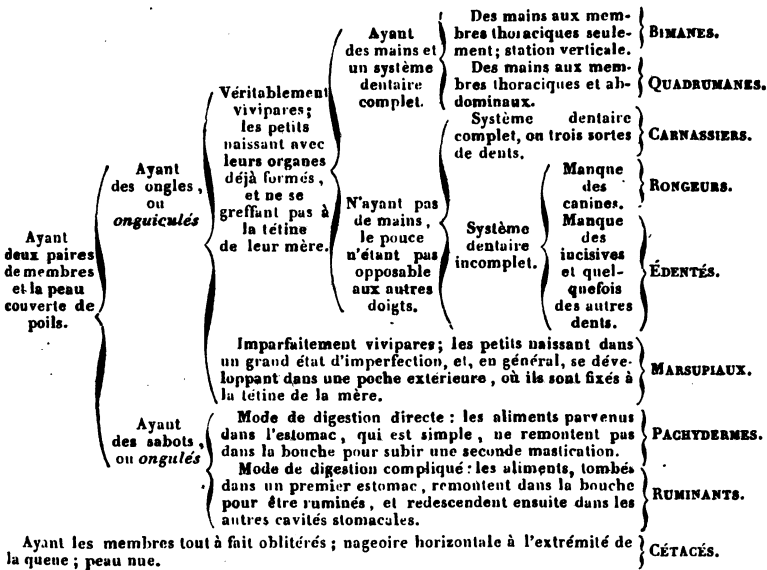 Ayant
deux paires
de membres
et la peau
couverte de
poils.
Ayant
des ongles,
ou
onguiculés
Véritablement
vivipares;
les petits
naissant avec
leurs organes
déjà formés,
et ne se
greffant pas à
la tétine
de leur mère.
Ayant
des mains et
un système
dentaire
complet.
Des mains aux mem-
bres thoraciques seule-
ment; station verticale.
BIMANES.
Des mains aux mem-
bres thoraciques et ab-
dominaux.
QUADRUMANES.
N'ayant pas
de mains,
le pouce
n'étant pas
opposable
aux autres
doigts.
Système dentaire
complet, ou trois sortes
de dents.
CARNASSIERS.
Système
dentaire
incomplet.
Manque
des
canines.
RONGEURS.
Manque
des
incisives
et quel-
quefois
des autres
dents.
ÉDENTÉS.
Imparfaitement vivipares; les petits naissant dans
un grand état d'imperfection, et, en général, se déve-
loppant dans une poche extérieure, où ils sont fixés à
la tétine de la mère.
MARSUPIAUX.
Ayant
des sabots,
ou ongulés
Mode de digestion directe : les aliments parvenus
dans l'estomac, qui est simple, ne remontent pas
dans la bouche pour subir une seconde mastication.
PACHYDERMES.
Mode de digestion compliqué : les aliments, tombés
dans un premier estomac, remontent dans la bouche
pour être ruminés, et redescendent ensuite dans les
autres cavités stomacales.
RUMINANTS.
Ayant les membres tout à fait oblitérés ; nageoire horizontale à l'extrémité de
la queue ; peau nue.
CÉTACÉS.